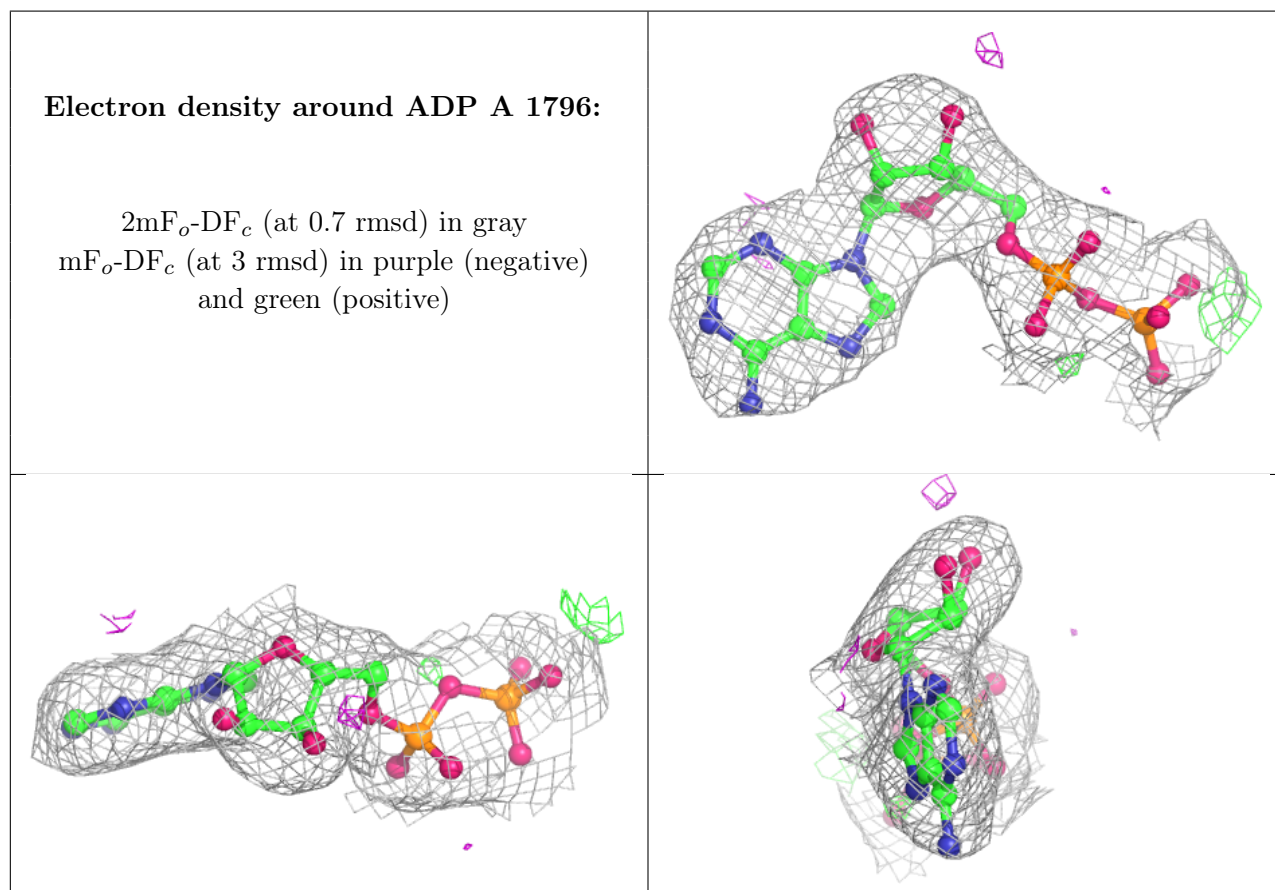 Electron density around ADP A 1796:
2mFo-DFc (at 0.7 rmsd) in gray
mFo-DFc (at 3 rmsd) in purple (negative)
and green (positive)